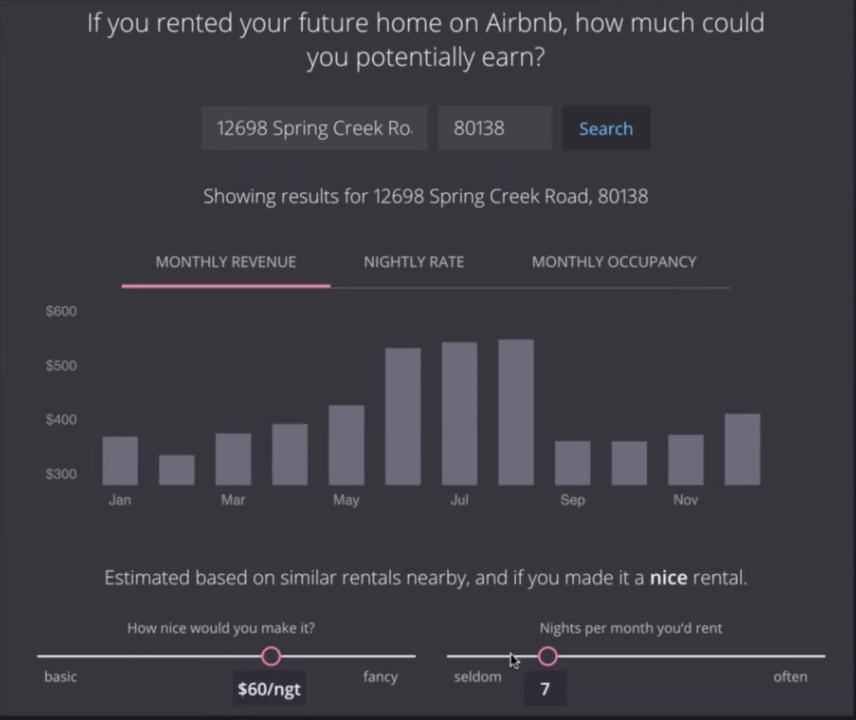 If you rented your future home on Airbnb, how much could
you potentially earn?
12698 Spring Creek Ro
80138
Search
Showing results for 12698 Spring Creek Road, 80138
MONTHLY REVENUE
NIGHTLY RATE
MONTHLY OCCUPANCY
$600
$500
$400
$300
Jan
Mar
May
Jul
Sep
Nov
Estimated based on similar rentals nearby, and if you made it a nice rental.
How nice would you make it?
Nights per month you'd rent
basic
fancy
seldom
often
$60/ngt
7